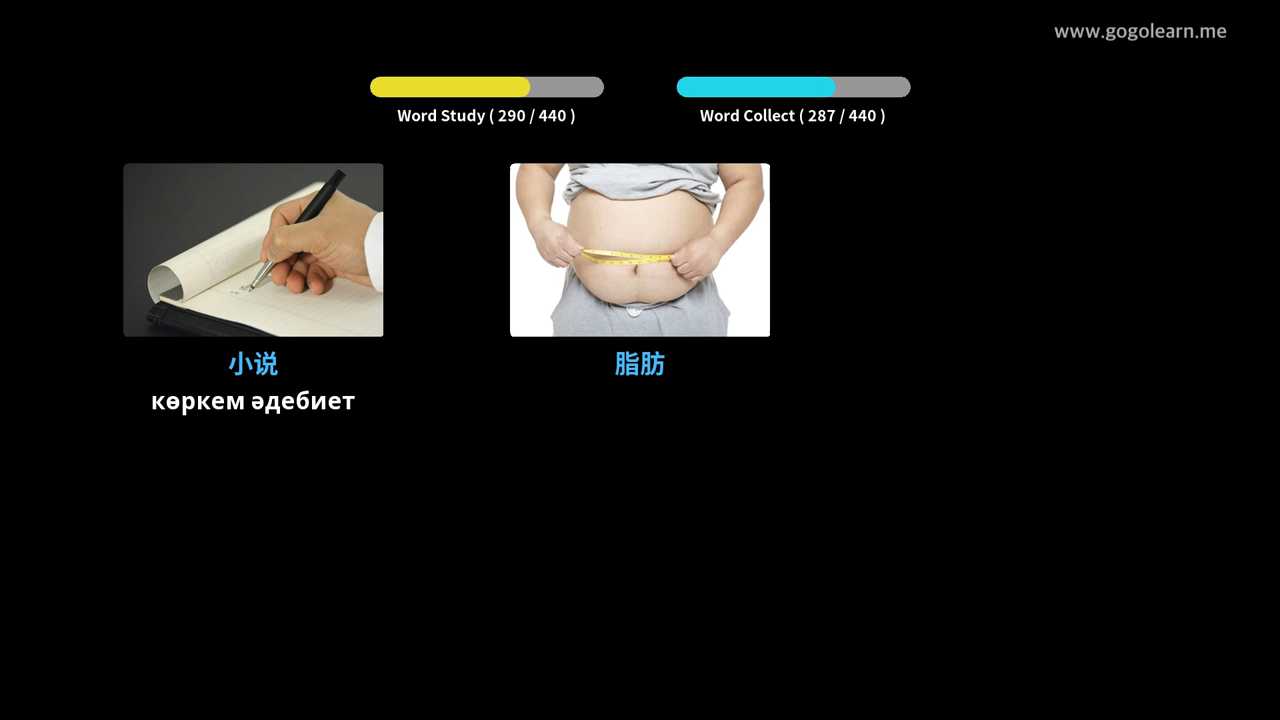 www.gogolearn.me
Word Study ( 290 / 440 )
Word Collect ( 287 / 440 )
小说
脂肪
көркем әдебиет